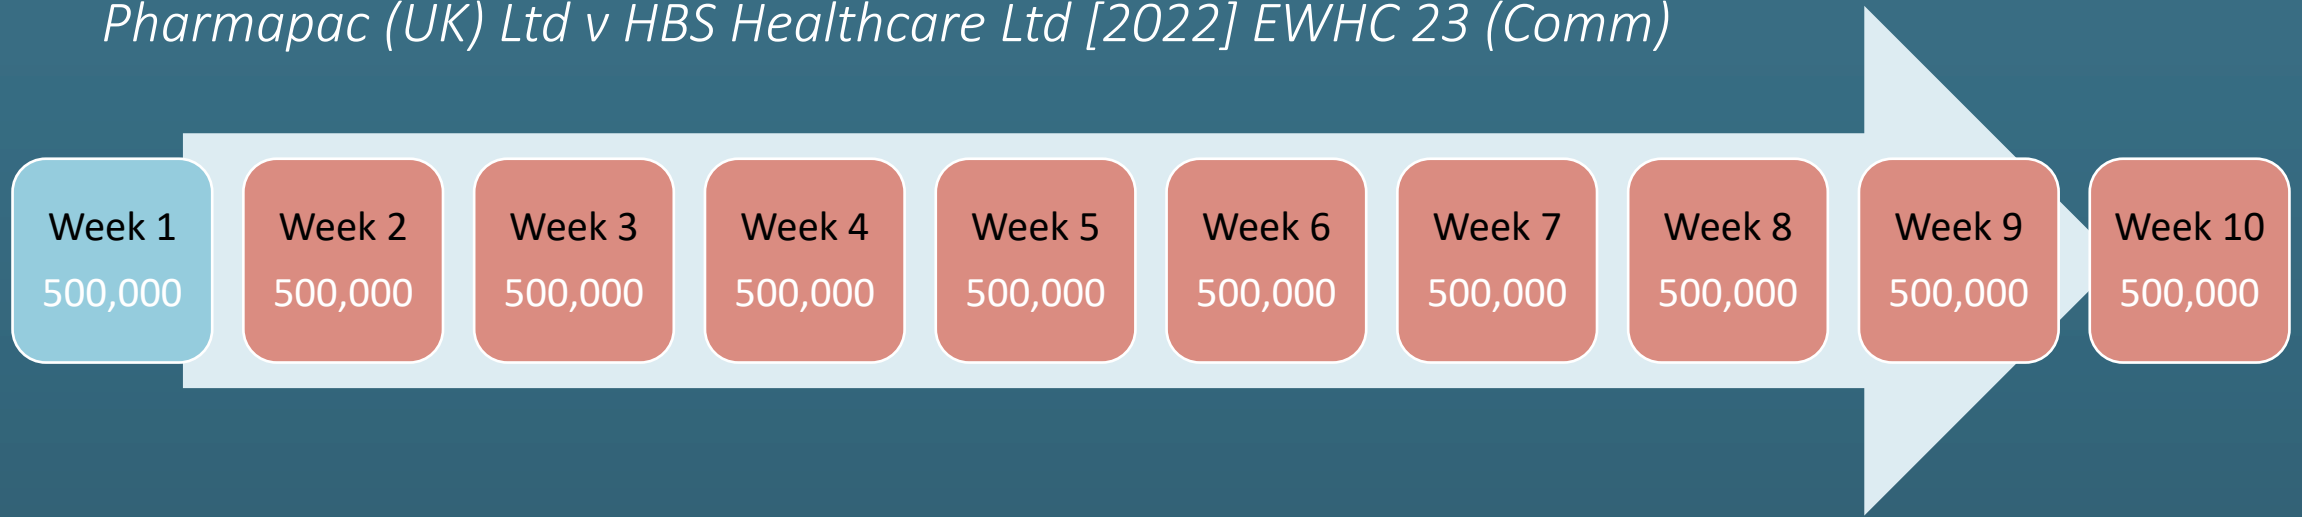 Pharmapac (UK) Ltd v HBS Healthcare Ltd [2022] EWHC 23 (Comm)
Week 1
500,000
Week 2
500,000
Week 3
500,000
Week 4
500,000
Week 5
500,000
Week 6
500,000
Week 7
500,000
Week 8
500,000
Week 9
500,000
Week 10
500,000